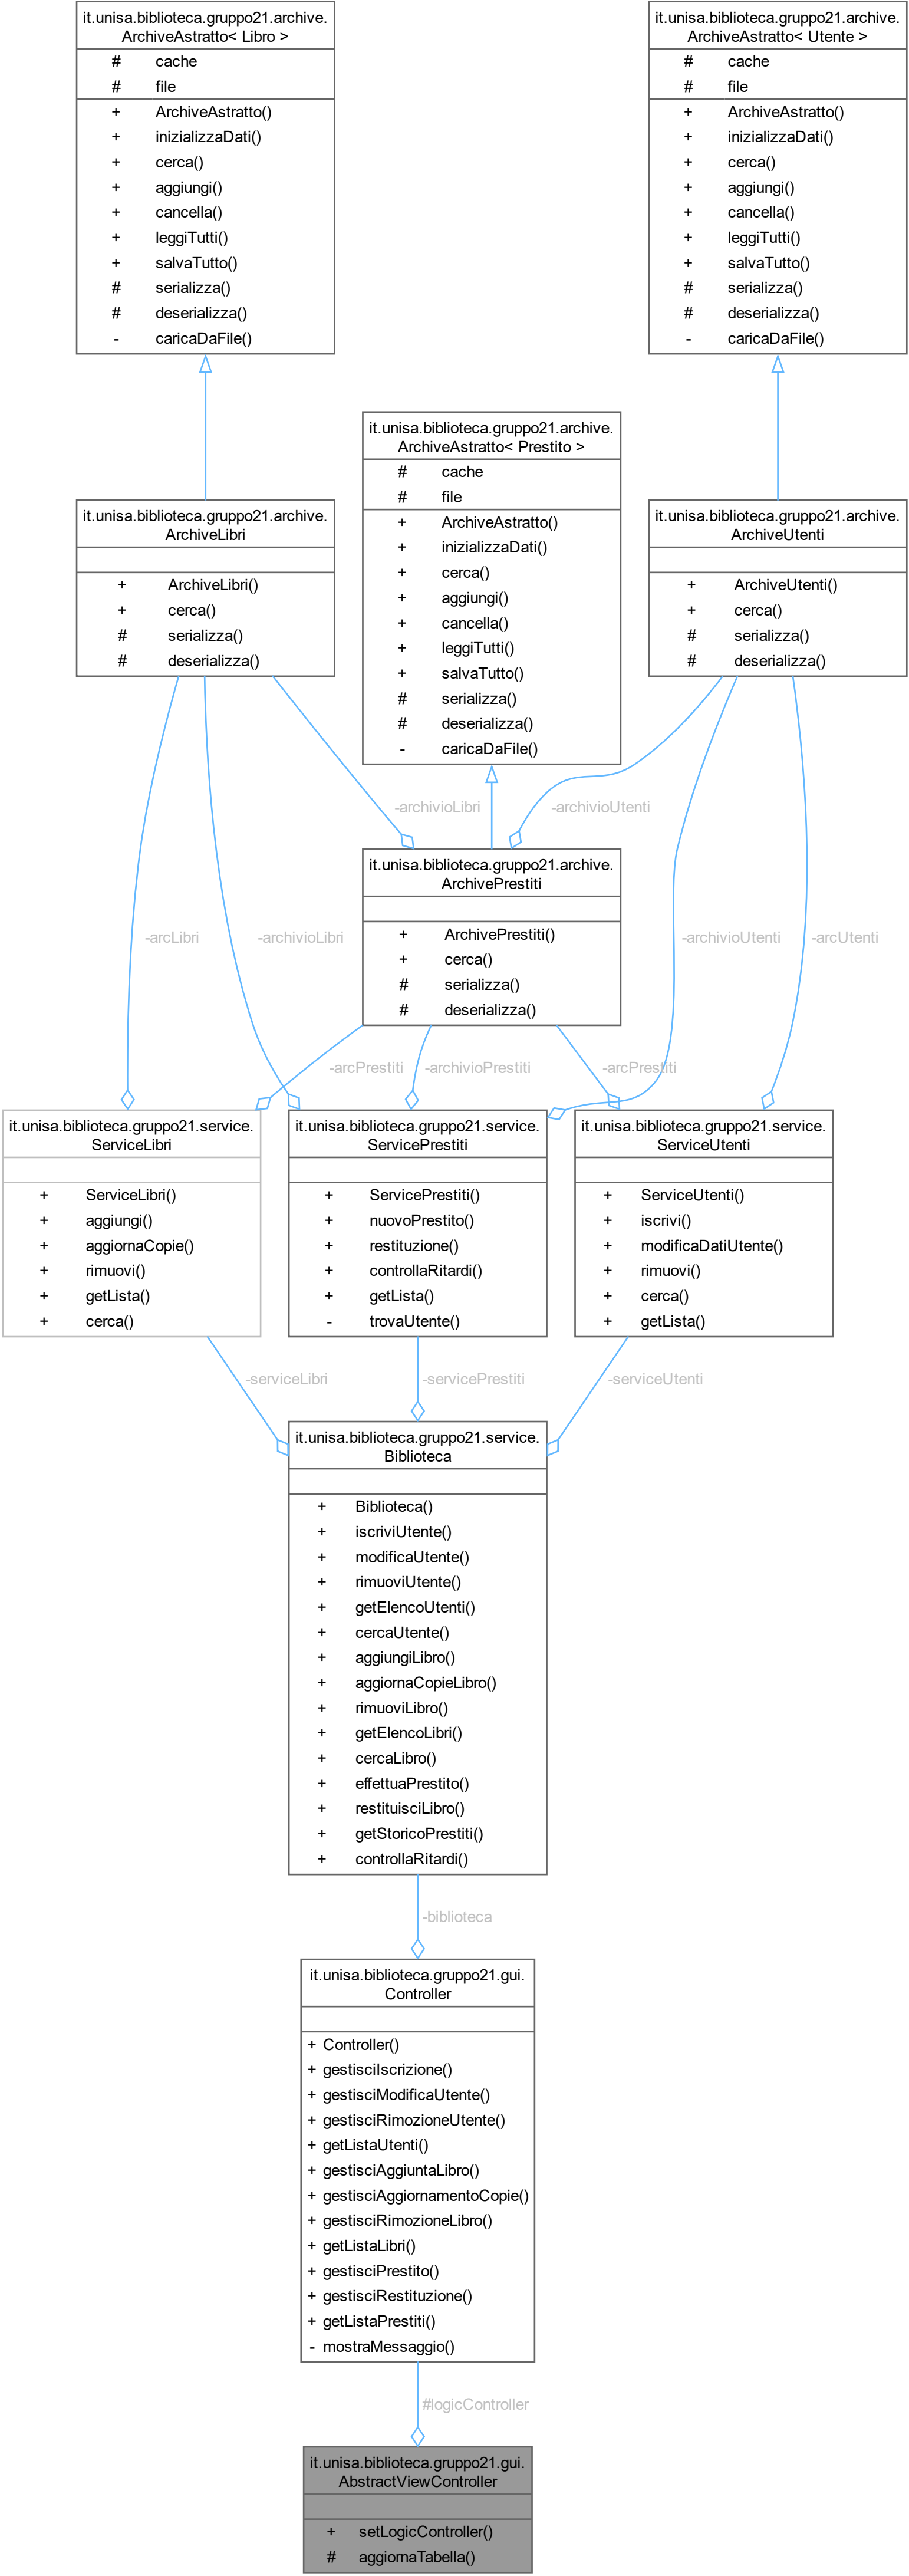 it.unisa.biblioteca.gruppo21.archive.
ArchiveAstratto< Libro >
# cache
# file
+ ArchiveAstratto()
+ inizializzaDati()
+ cerca()
+ aggiungi()
+ cancella()
+ leggiTutti()
+ salvaTutto()
# serializza()
# deserializza()
- caricaDaFile()
it.unisa.biblioteca.gruppo21.archive.
ArchiveAstratto< Utente >
# cache
# file
+ ArchiveAstratto()
+ inizializzaDati()
+ cerca()
+ aggiungi()
+ cancella()
+ leggiTutti()
+ salvaTutto()
# serializza()
# deserializza()
- caricaDaFile()
it.unisa.biblioteca.gruppo21.archive.
ArchiveAstratto< Prestito >
# cache
# file
+ ArchiveAstratto()
+ inizializzaDati()
+ cerca()
+ aggiungi()
+ cancella()
+ leggiTutti()
+ salvaTutto()
# serializza()
# deserializza()
- caricaDaFile()
it.unisa.biblioteca.gruppo21.archive.
ArchiveLibri
+ ArchiveLibri()
+ cerca()
# serializza()
# deserializza()
it.unisa.biblioteca.gruppo21.archive.
ArchiveUtenti
+ ArchiveUtenti()
+ cerca()
# serializza()
# deserializza()
-archivioLibri
-archivioUtenti
it.unisa.biblioteca.gruppo21.archive.
ArchivePrestiti
+ ArchivePrestiti()
+ cerca()
# serializza()
# deserializza()
-arcLibri
-archivioLibri
-archivioUtenti
-arcUtenti
-arcPrestiti
-archivioPrestiti
-arcPrestiti
it.unisa.biblioteca.gruppo21.service.
ServiceLibri
+ ServiceLibri()
+ aggiungi()
+ aggiornaCopie()
+ rimuovi()
+ getLista()
+ cerca()
it.unisa.biblioteca.gruppo21.service.
ServicePrestiti
+ ServicePrestiti()
+ nuovoPrestito()
+ restituzione()
+ controllaRitardi()
+ getLista()
- trovaUtente()
it.unisa.biblioteca.gruppo21.service.
ServiceUtenti
+ ServiceUtenti()
+ iscrivi()
+ modificaDatiUtente()
+ rimuovi()
+ cerca()
+ getLista()
-serviceLibri
-servicePrestiti
-serviceUtenti
it.unisa.biblioteca.gruppo21.service.
Biblioteca
+ Biblioteca()
+ iscriviUtente()
+ modificaUtente()
+ rimuoviUtente()
+ getElencoUtenti()
+ cercaUtente()
+ aggiungiLibro()
+ aggiornaCopieLibro()
+ rimuoviLibro()
+ getElencoLibri()
+ cercaLibro()
+ effettuaPrestito()
+ restituisciLibro()
+ getStoricoPrestiti()
+ controllaRitardi()
-biblioteca
it.unisa.biblioteca.gruppo21.gui.
Controller
+ Controller()
+ gestisciIscrizione()
+ gestisciModificaUtente()
+ gestisciRimozioneUtente()
+ getListaUtenti()
+ gestisciAggiuntaLibro()
+ gestisciAggiornamentoCopie()
+ gestisciRimozioneLibro()
+ getListaLibri()
+ gestisciPrestito()
+ gestisciRestituzione()
+ getListaPrestiti()
- mostraMessaggio()
#logicController
it.unisa.biblioteca.gruppo21.gui.
AbstractViewController
+ setLogicController()
# aggiornaTabella()